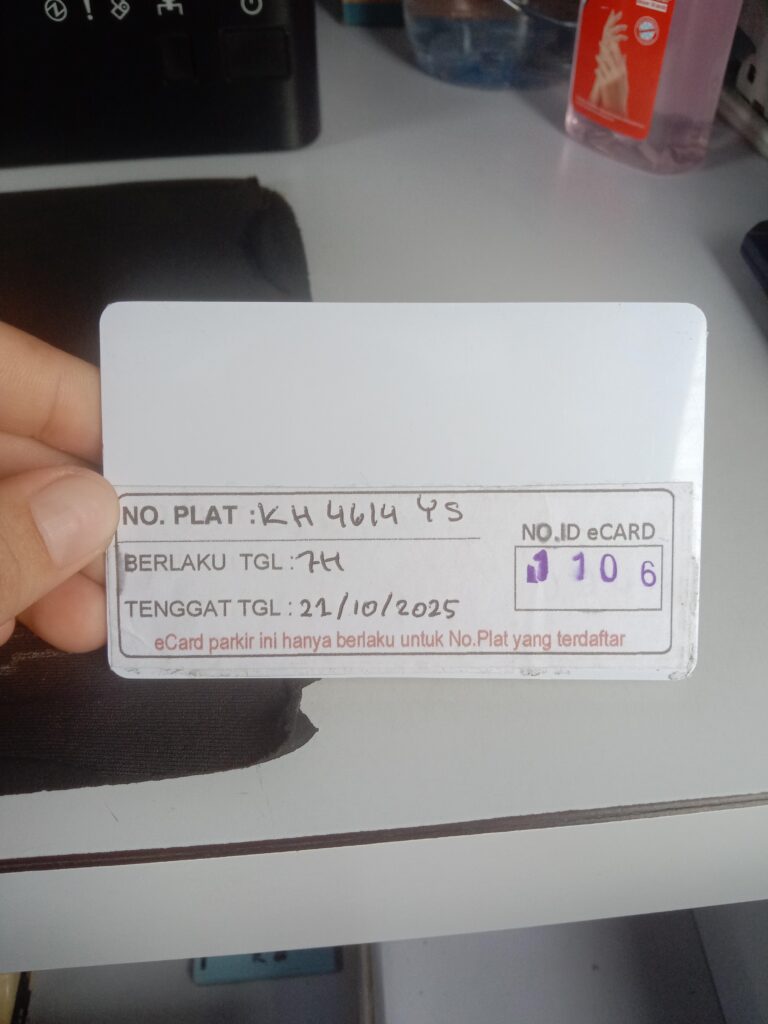 NO. PLAT : KH 4614 YS
NO.ID eCARD
BERLAKU TGL : 7H
1106
TENGGAT TGL : 21/10/2025
eCard parkir ini hanya berlaku untuk No.Plat yang terdaftar